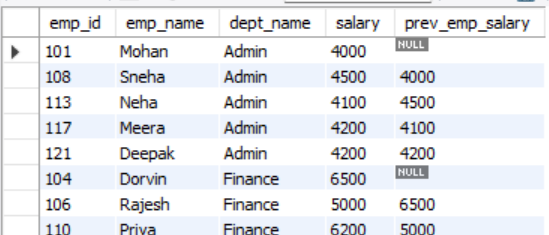 emp_id emp_name dept_name salary prev_emp_salary
101 Mohan Admin 4000 NULL
108 Sneha Admin 4500 4000
113 Neha Admin 4100 4500
117 Meera Admin 4200 4100
121 Deepak Admin 4200 4200
104 Dorvin Finance 6500 NULL
106 Rajesh Finance 5000 6500
110 Priya Finance 6200 5000